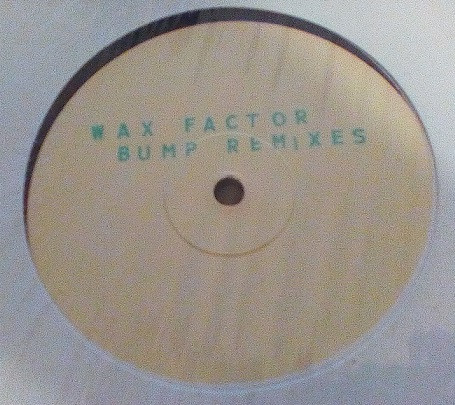 WAX FACTOR
BUMP REMIXES